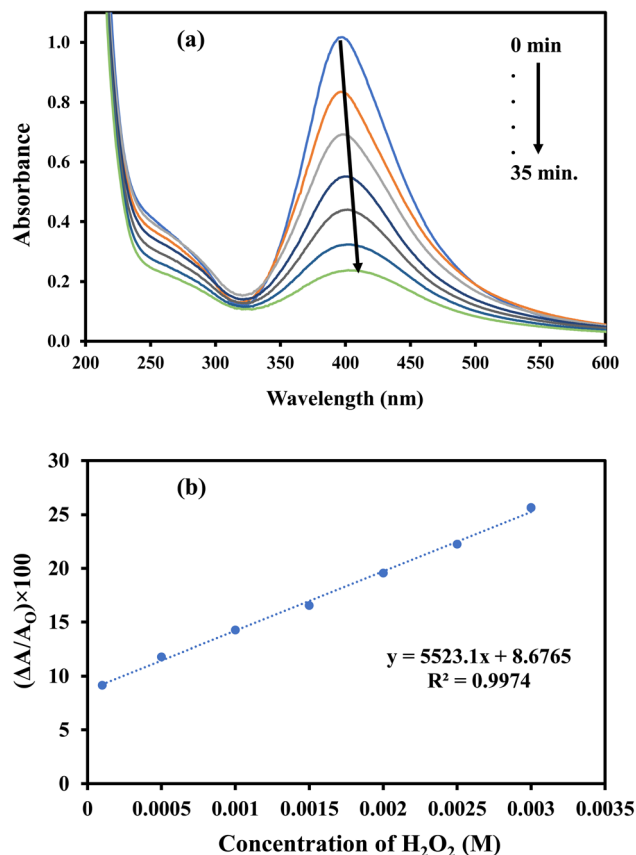 (a)
0 min
.
.
.
.
35 min.
1.0
0.8
0.6
0.4
0.2
0.0
Absorbance
200 250 300 350 400 450 500 550 600
Wavelength (nm)
(b)
30
25
20
15
10
5
0
(ΔA/A_O)×100
y = 5523.1x + 8.6765
R² = 0.9974
0 0.0005 0.001 0.0015 0.002 0.0025 0.003 0.0035
Concentration of H₂O₂ (M)